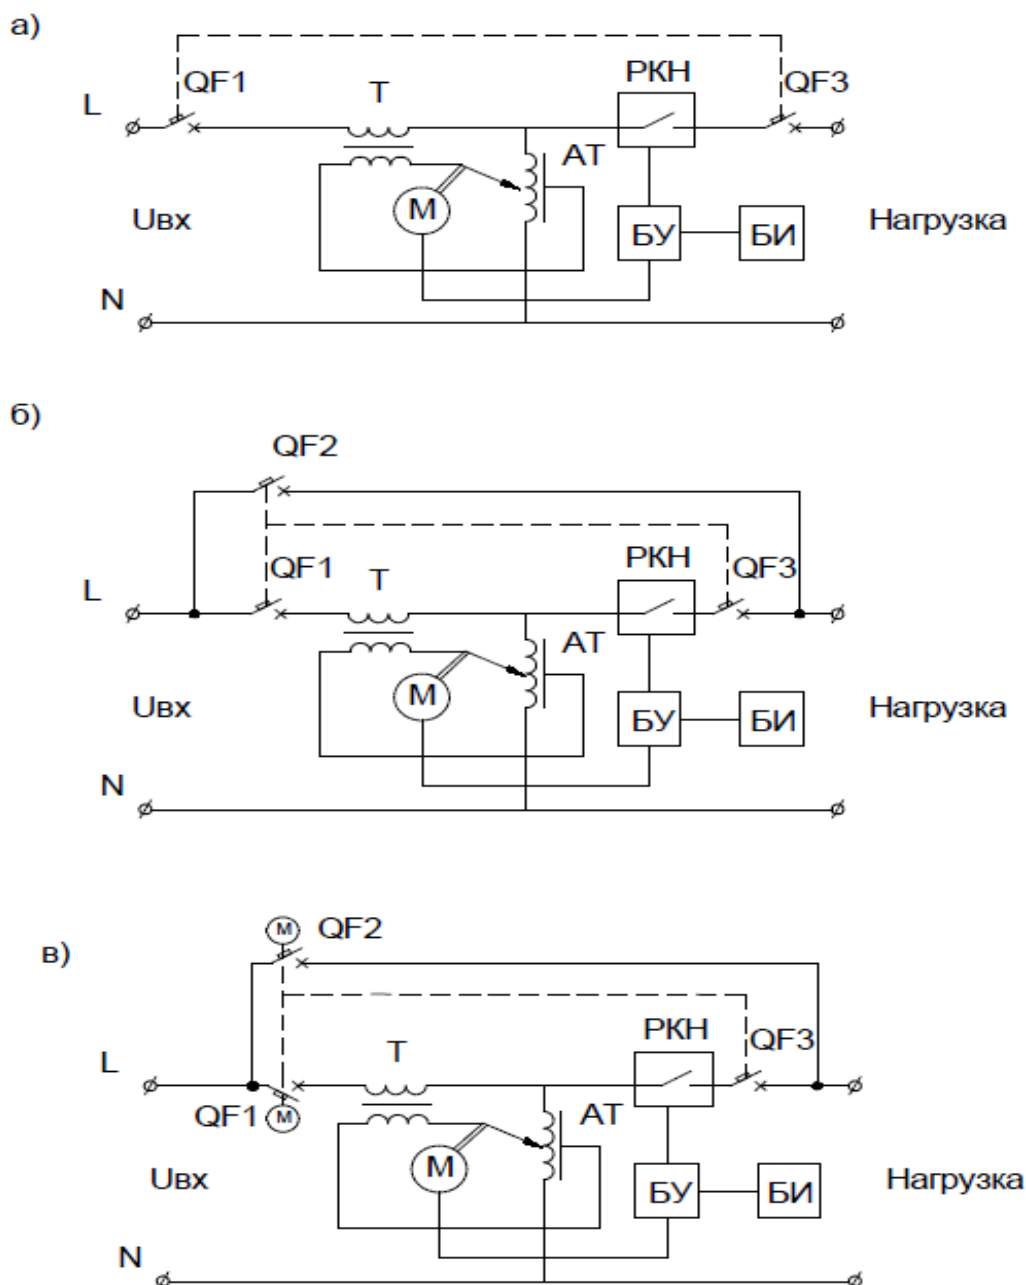 а)
QF1
T
РКН
QF3
L
АТ
M
Uвх
БУ
БИ
Нагрузка
N
б)
QF2
QF1
T
РКН
QF3
L
АТ
M
Uвх
БУ
БИ
Нагрузка
N
в)
M
QF2
L
T
РКН
QF3
QF1
M
АТ
M
Uвх
БУ
БИ
Нагрузка
N